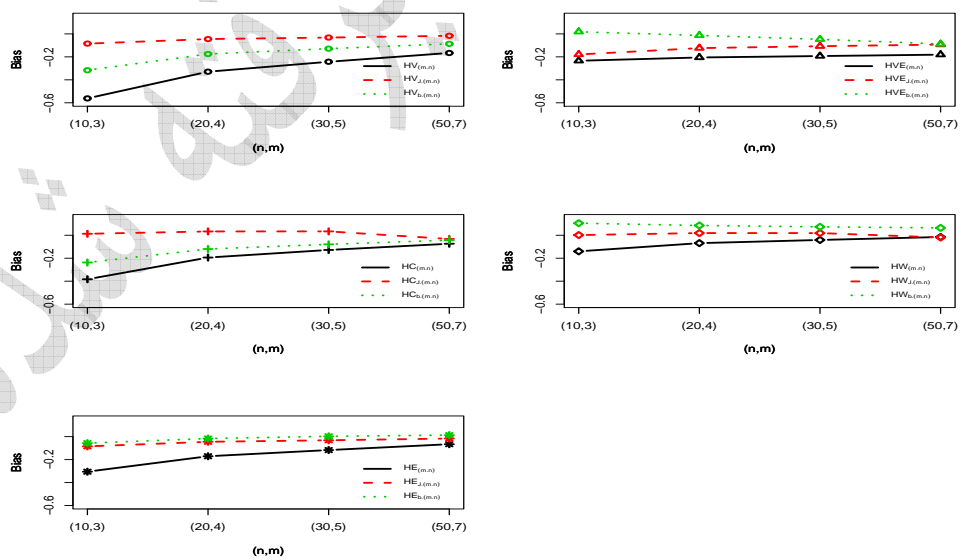 Bias
-0.2
-0.6
(10,3) (20,4) (30,5) (50,7)
(n,m)
HV(m.n)
HVJ.(m.n)
HVb.(m.n)
Bias
-0.2
-0.6
(10,3) (20,4) (30,5) (50,7)
(n,m)
HVE(m.n)
HVEJ.(m.n)
HVEb.(m.n)
Bias
-0.2
-0.6
(10,3) (20,4) (30,5) (50,7)
(n,m)
HC(m.n)
HCJ.(m.n)
HCb.(m.n)
Bias
-0.2
-0.6
(10,3) (20,4) (30,5) (50,7)
(n,m)
HW(m.n)
HWJ.(m.n)
HWb.(m.n)
Bias
-0.2
-0.6
(10,3) (20,4) (30,5) (50,7)
(n,m)
HE(m.n)
HEJ.(m.n)
HEb.(m.n)